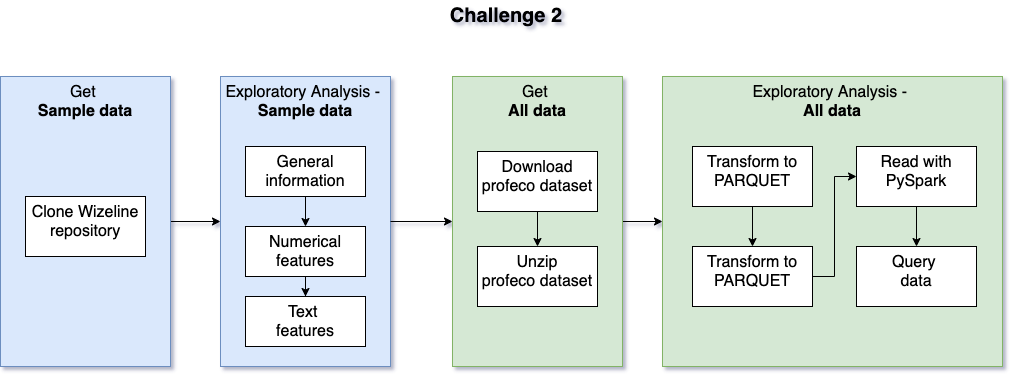 Challenge 2
Get
Sample data
Clone Wizeline
repository
Exploratory Analysis -
Sample data
General
information
Numerical
features
Text
features
Get
All data
Download
profeco dataset
Unzip
profeco dataset
Exploratory Analysis -
All data
Transform to
PARQUET
Transform to
PARQUET
Read with
PySpark
Query
data